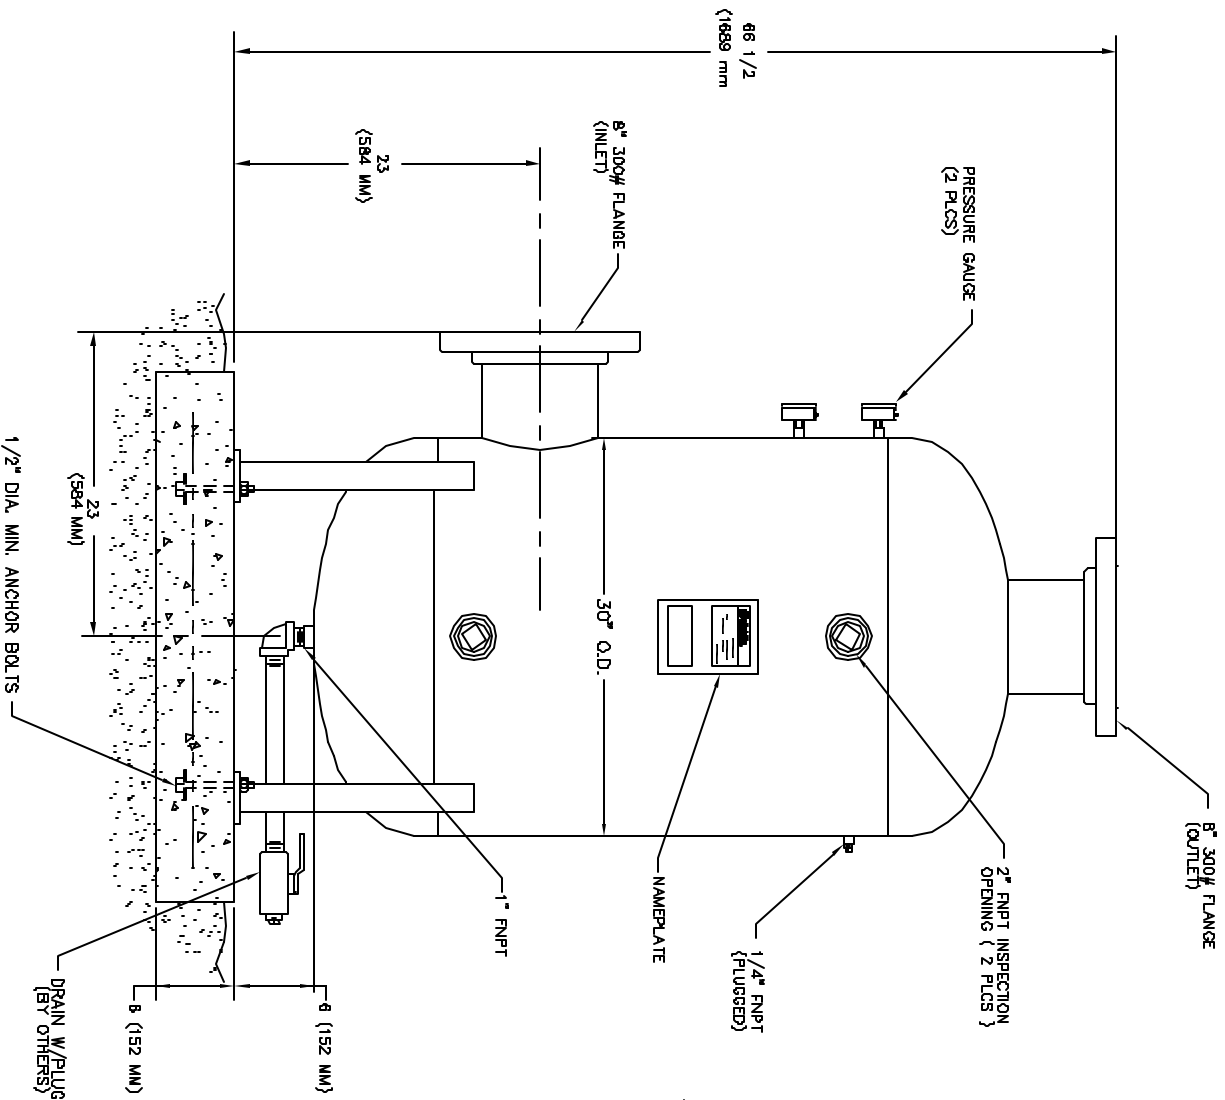 8" 300# FLANGE
(OUTLET)
2" FNPT INSPECTION
OPENING ( 2 PLCS )
PRESSURE GAUGE
(2 PLCS)
66 1/2
(1689 mm
1/4" FNPT
(PLUGGED)
NAMEPLATE
8" 300# FLANGE
(INLET)
30" O.D.
1" FNPT
23
(584 MM)
6 (152 MM)
6 (152 MM)
23
(584 MM)
DRAIN W/PLUG
(BY OTHERS)
1/2" DIA. MIN. ANCHOR BOLTS